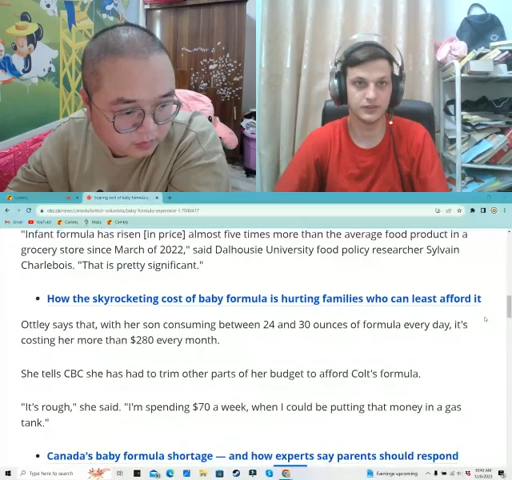 "Infant formula has risen [in price] almost five times more than the average food product in a
grocery store since March of 2022," said Dalhousie University food policy researcher Sylvain
Charlebois. "That is pretty significant."
• How the skyrocketing cost of baby formula is hurting families who can least afford it
Ottley says that, with her son consuming between 24 and 30 ounces of formula every day, it's
costing her more than $280 every month.
She tells CBC she has had to trim other parts of her budget to afford Colt's formula.
"It's rough," she said. "I'm spending $70 a week, when I could be putting that money in a gas
tank."
• Canada's baby formula shortage — and how experts say parents should respond
Type here to search
Earnings upcoming